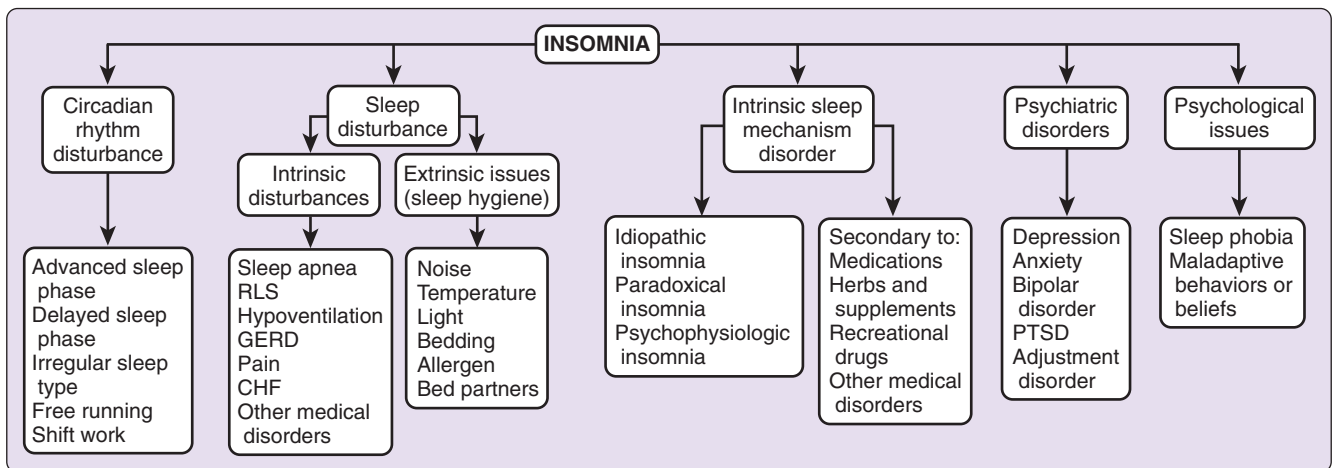 INSOMNIA
Circadian
rhythm
disturbance
Advanced sleep
phase
Delayed sleep
phase
Irregular sleep
type
Free running
Shift work
Sleep
disturbance
Intrinsic
disturbances
Sleep apnea
RLS
Hypoventilation
GERD
Pain
CHF
Other medical
disorders
Extrinsic issues
(sleep hygiene)
Noise
Temperature
Light
Bedding
Allergen
Bed partners
Intrinsic sleep
mechanism
disorder
Idiopathic
insomnia
Paradoxical
insomnia
Psychophysiologic
insomnia
Secondary to:
Medications
Herbs and
supplements
Recreational
drugs
Other medical
disorders
Psychiatric
disorders
Depression
Anxiety
Bipolar
disorder
PTSD
Adjustment
disorder
Psychological
issues
Sleep phobia
Maladaptive
behaviors or
beliefs